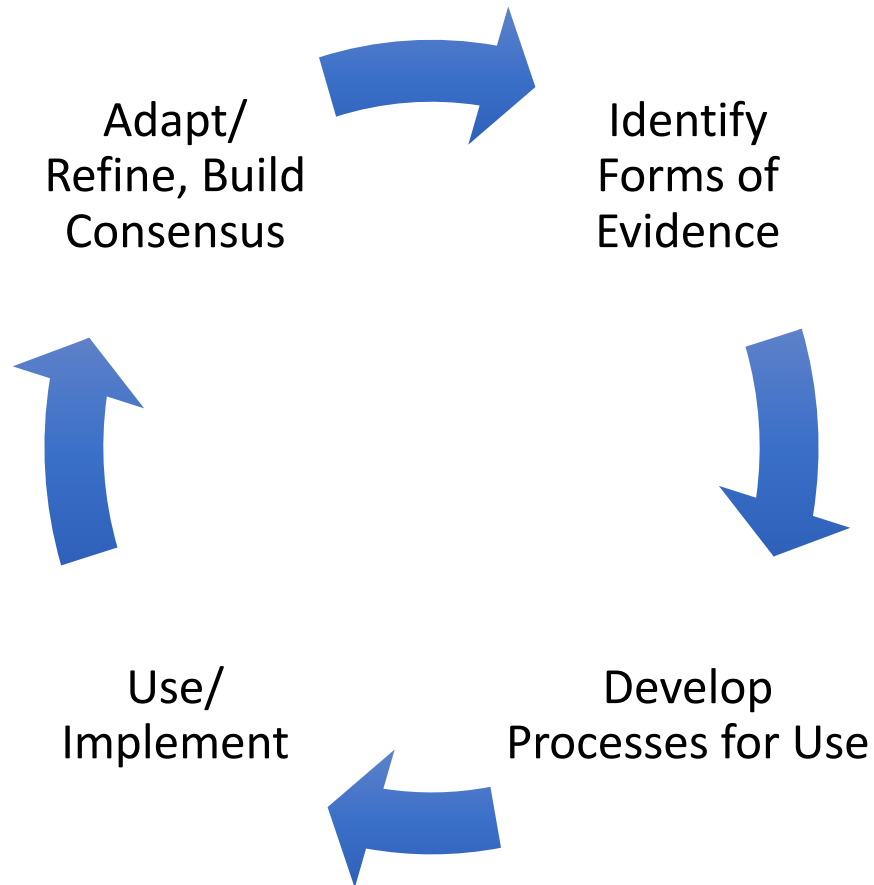 Adapt/
Refine, Build
Consensus
Identify
Forms of
Evidence
Use/
Implement
Develop
Processes for Use